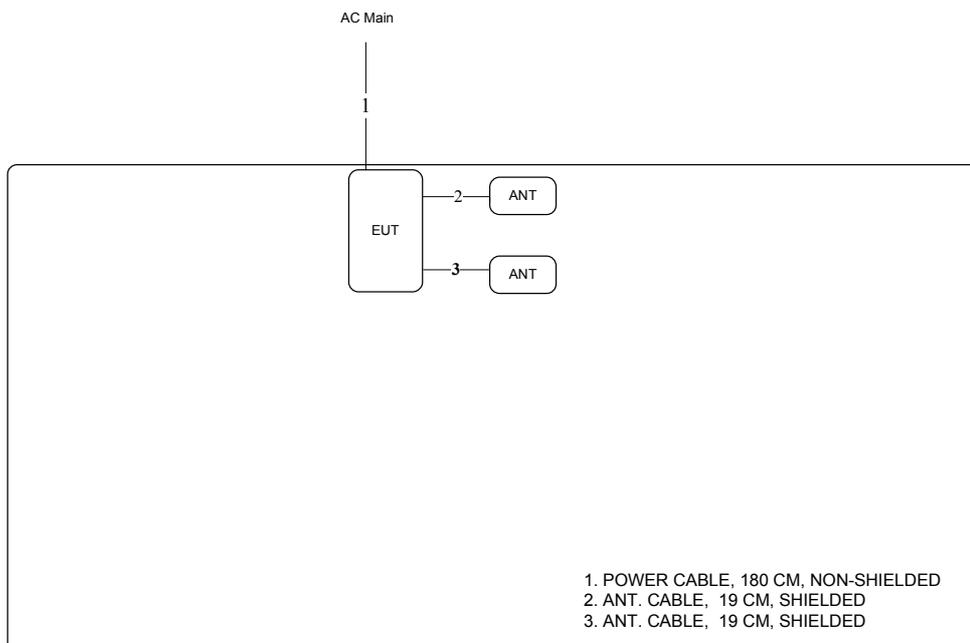 AC Main
1
2
ANT
EUT
3
ANT
1. POWER CABLE, 180 CM, NON-SHIELDED
2. ANT. CABLE, 19 CM, SHIELDED
3. ANT. CABLE, 19 CM, SHIELDED